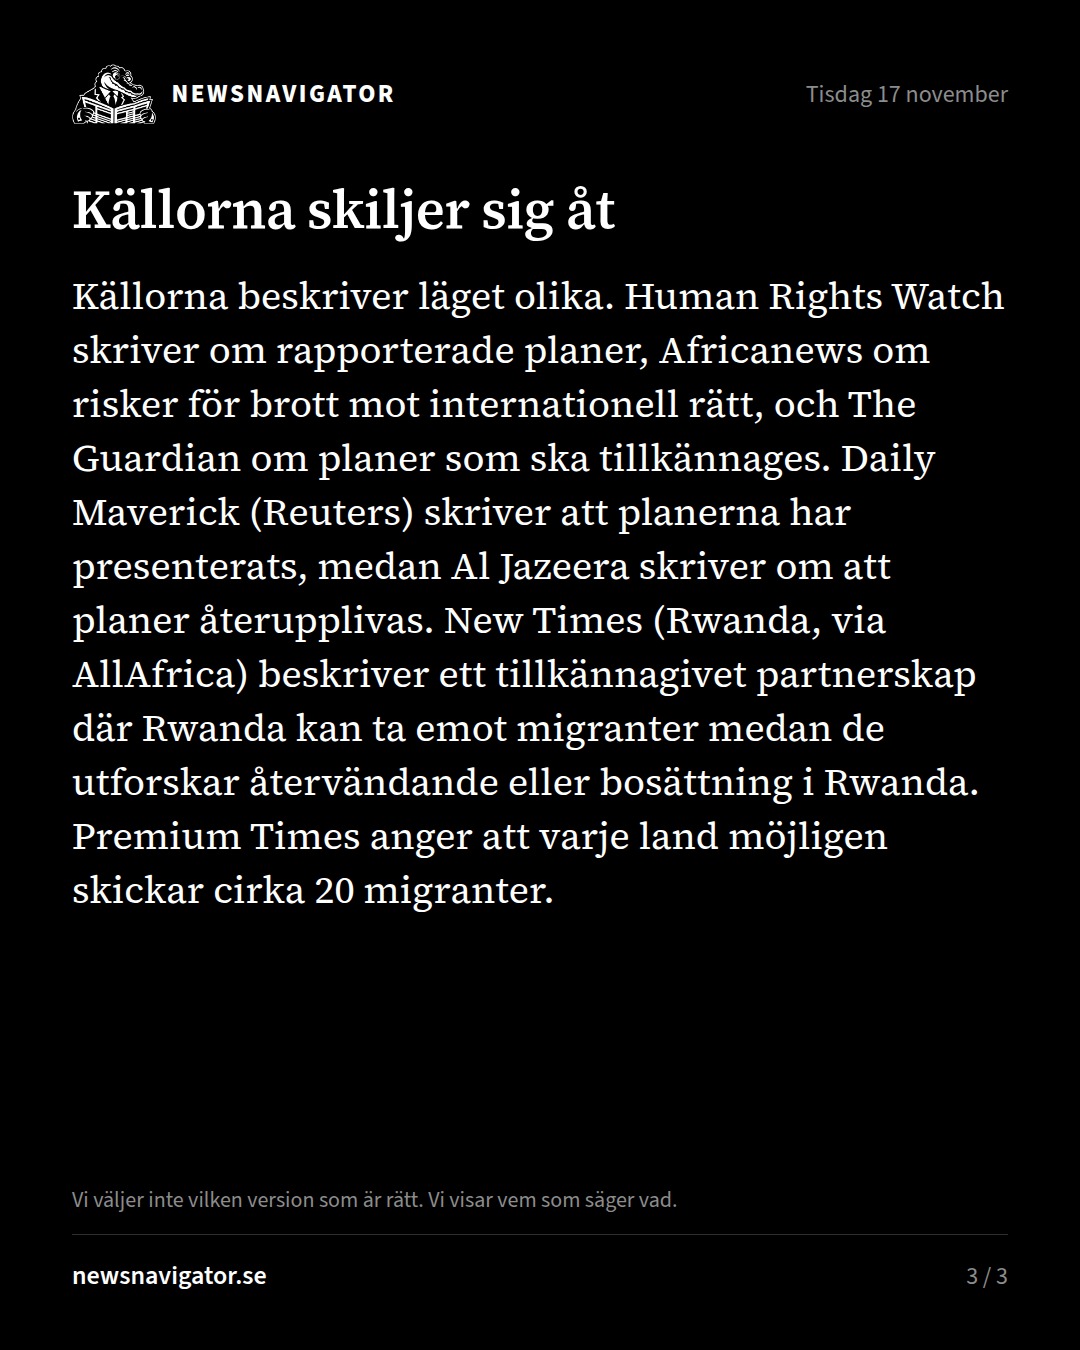 NEWSNAVIGATOR
Tisdag 17 november
Källorna skiljer sig åt
Källorna beskriver läget olika. Human Rights Watch
skriver om rapporterade planer, Africanews om
risker för brott mot internationell rätt, och The
Guardian om planer som ska tillkännages. Daily
Maverick (Reuters) skriver att planerna har
presenterats, medan Al Jazeera skriver om att
planer återupplivas. New Times (Rwanda, via
AllAfrica) beskriver ett tillkännagivet partnerskap
där Rwanda kan ta emot migranter medan de
utforskar återvändande eller bosättning i Rwanda.
Premium Times anger att varje land möjligen
skickar cirka 20 migranter.
Vi väljer inte vilken version som är rätt. Vi visar vem som säger vad.
newsnavigator.se
3 / 3